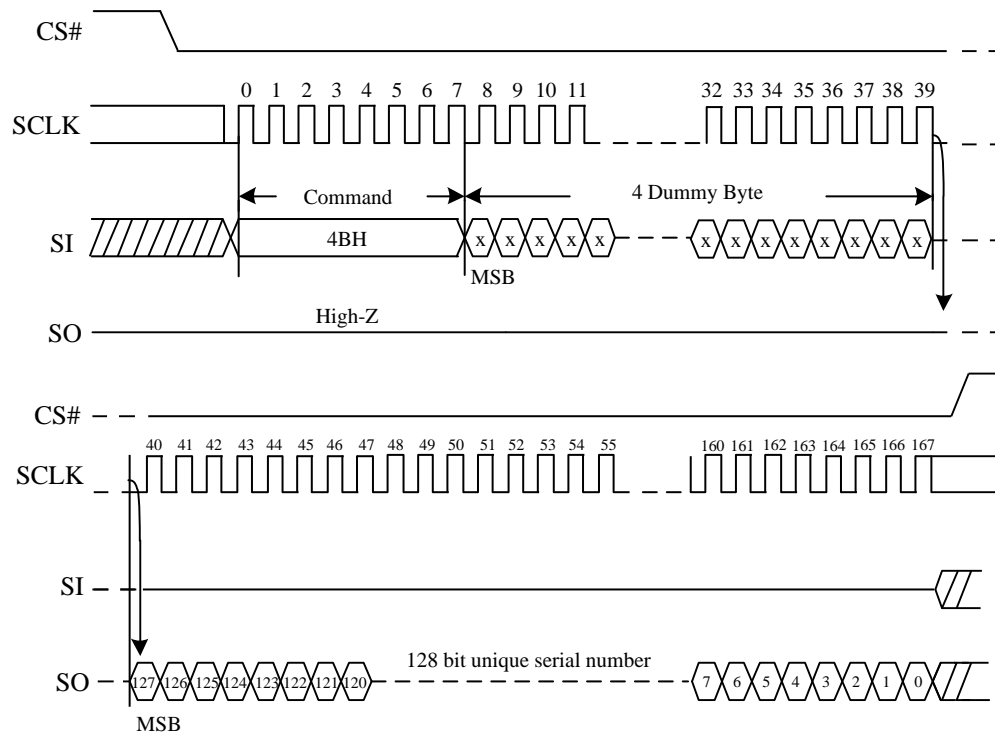 CS#
0 1 2 3 4 5 6 7 8 9 10 11 32 33 34 35 36 37 38 39
SCLK
Command 4 Dummy Byte
SI 4BH x x x x x x x x x x x x x
MSB
High-Z
SO
CS#
40 41 42 43 44 45 46 47 48 49 50 51 52 53 54 55 160 161 162 163 164 165 166 167
SCLK
SI
128 bit unique serial number
SO 127 126 125 124 123 122 121 120 7 6 5 4 3 2 1 0
MSB